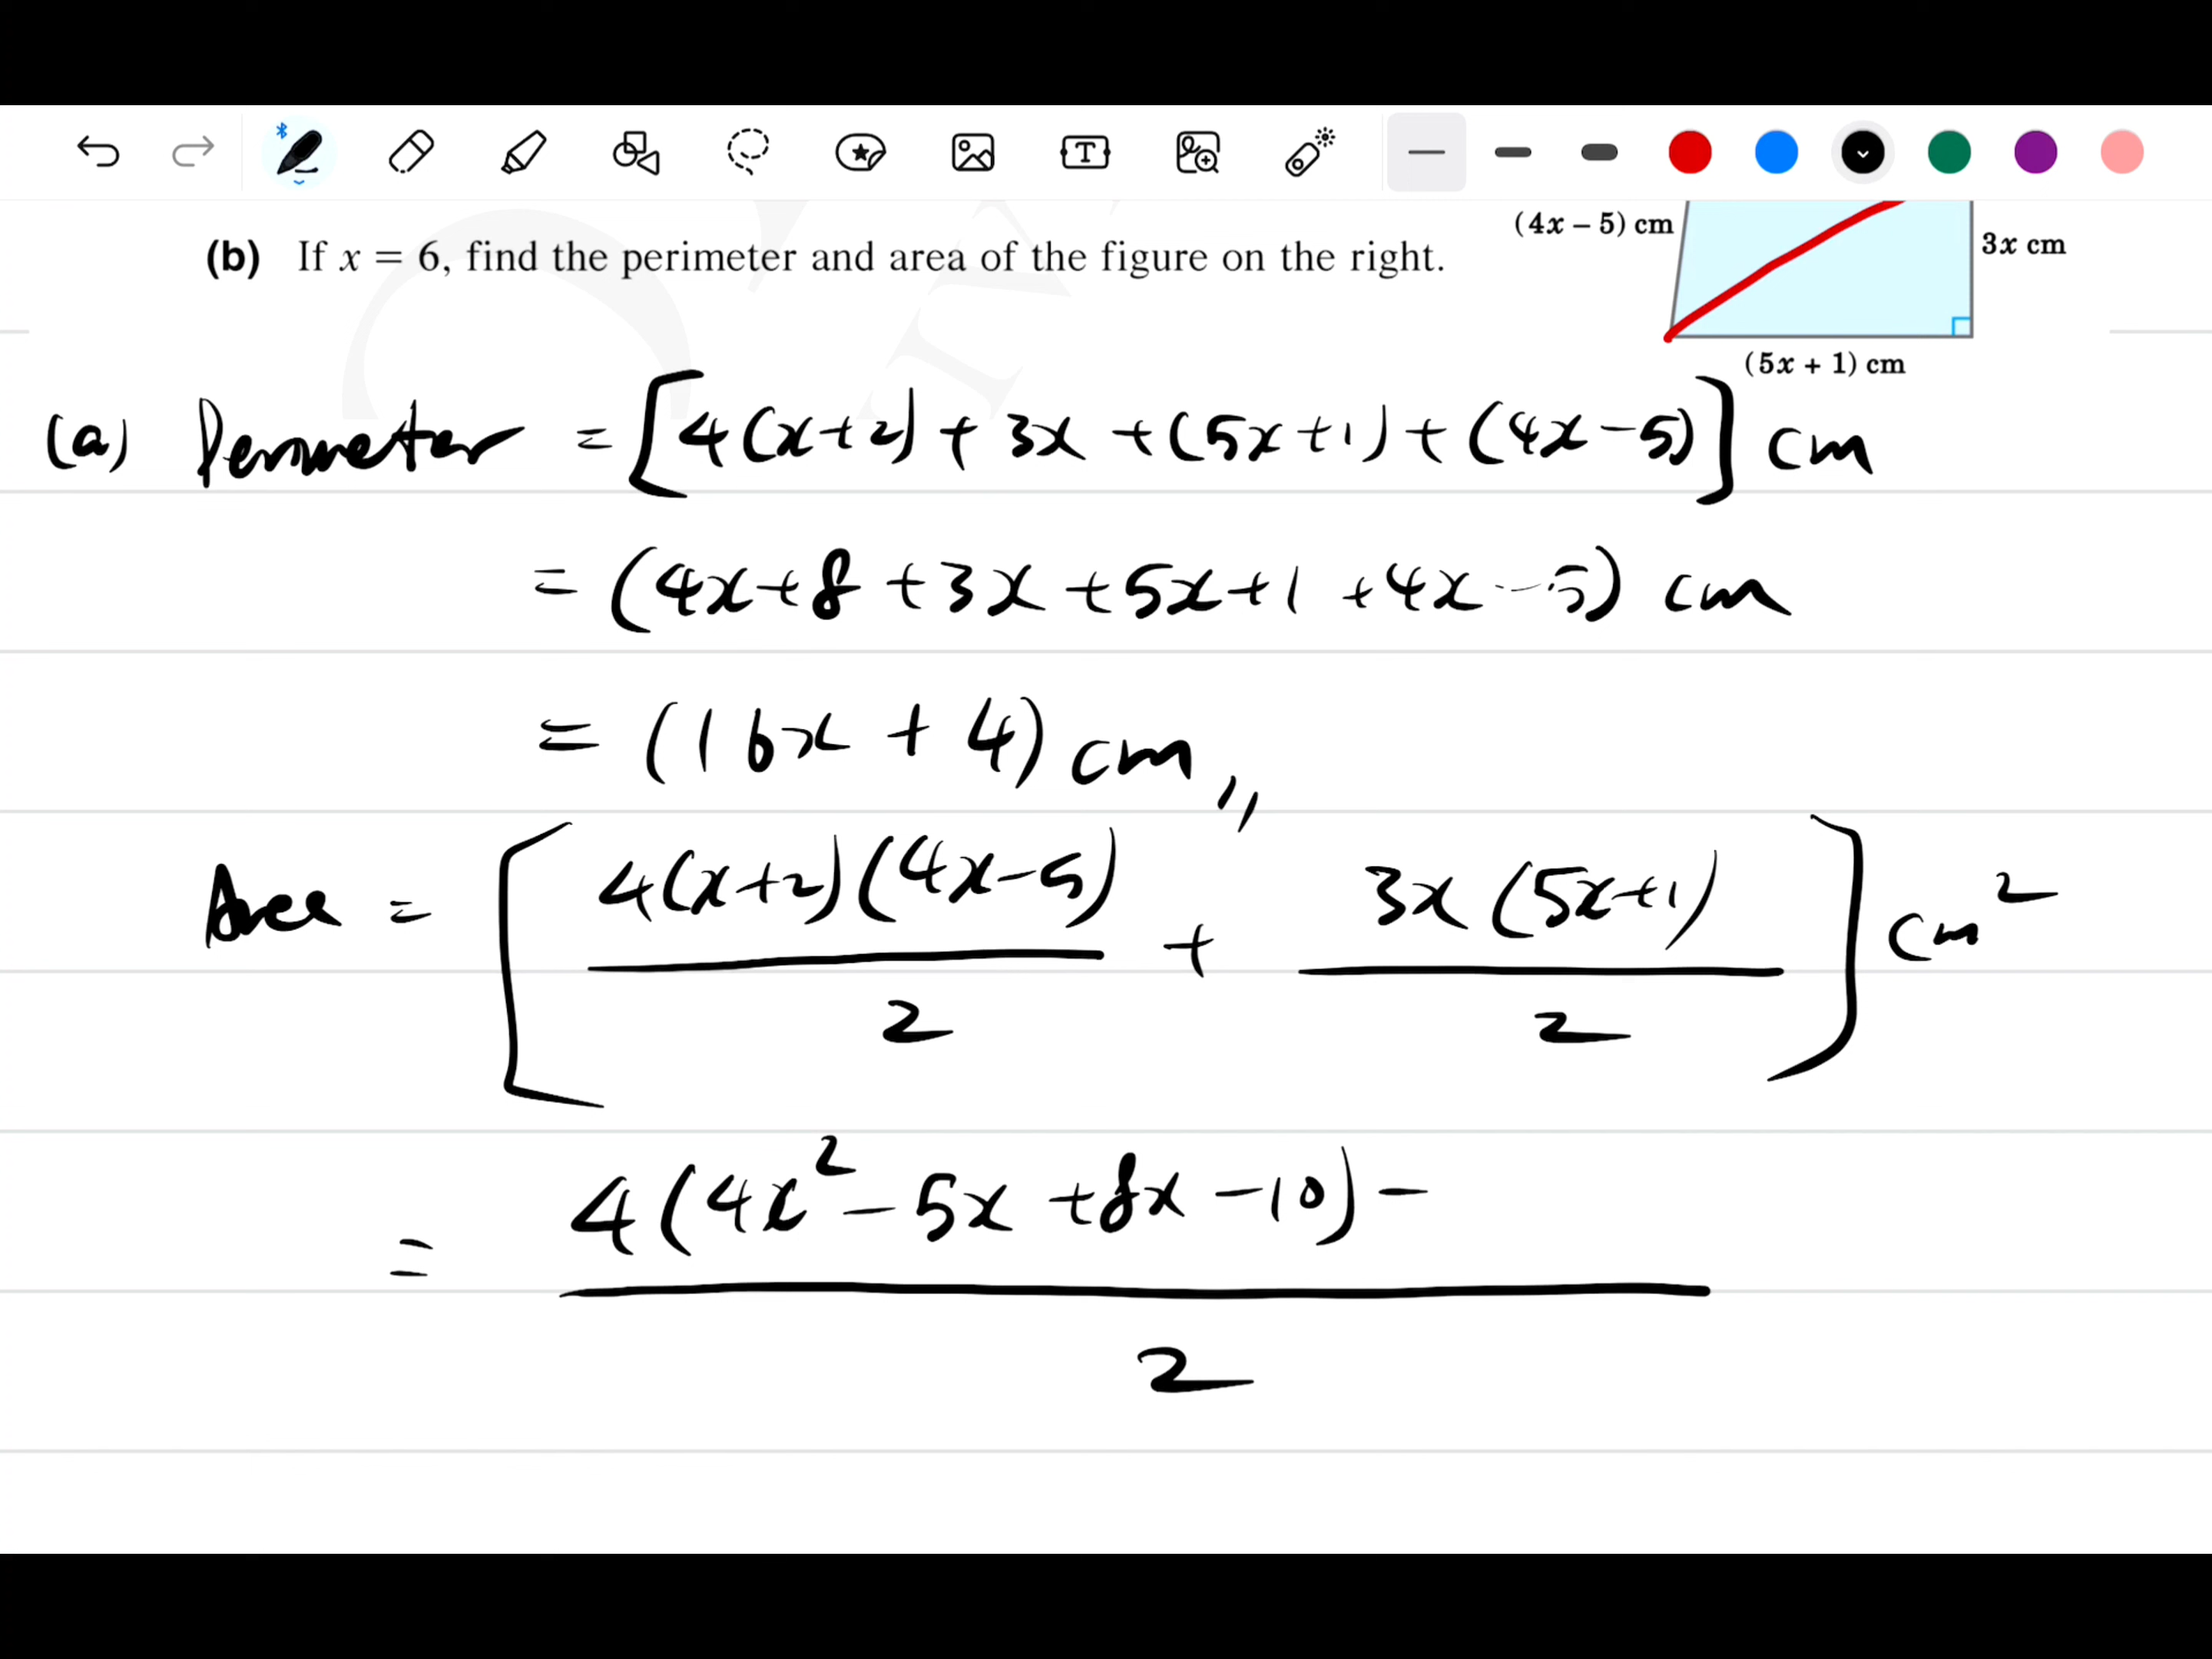 (4x – 5) cm
3x cm
(b) If x = 6, find the perimeter and area of the figure on the right.
(5x + 1) cm
(a) Perimeter = [4(x+2) + 3x + (5x+1) + (4x-5)] cm
= (4x+8 + 3x + 5x+1 + 4x - 5) cm
= (16x + 4) cm,,
Area = [4(x+2)(4x-5)/2 + 3x(5x+1)/2] cm²
= 4(4x² - 5x + 8x - 10) -
2